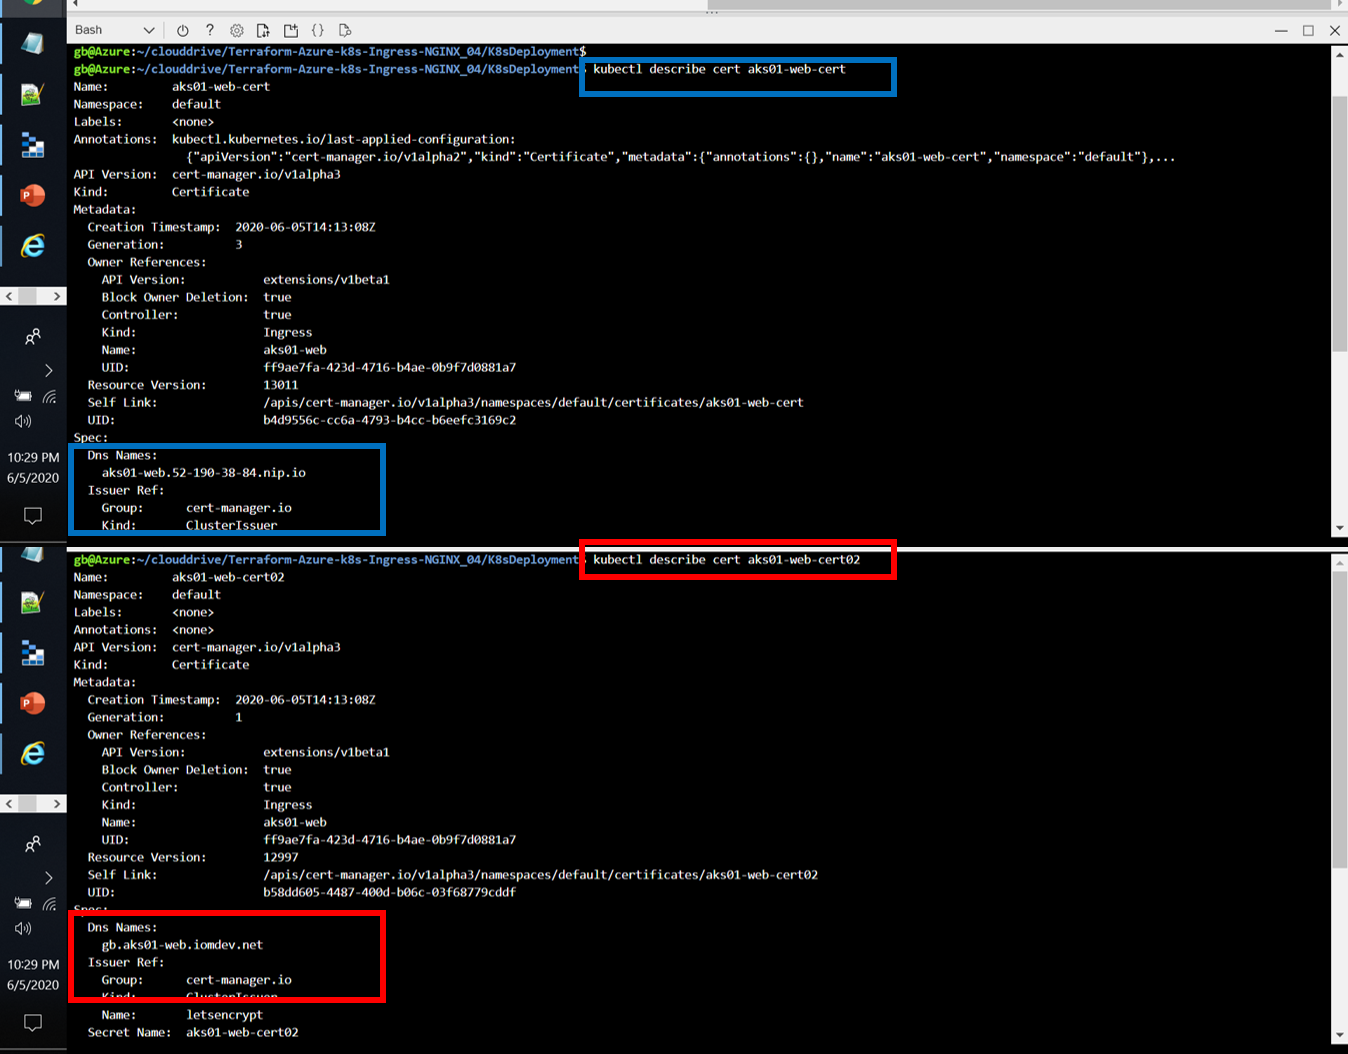 Bash
gb@Azure:~/clouddrive/Terraform-Azure-k8s-Ingress-NGINX_04/K8sDeployment$
gb@Azure:~/clouddrive/Terraform-Azure-k8s-Ingress-NGINX_04/K8sDeployment kubectl describe cert aks01-web-cert
Name: aks01-web-cert
Namespace: default
Labels: <none>
Annotations: kubectl.kubernetes.io/last-applied-configuration:
{"apiVersion":"cert-manager.io/v1alpha2","kind":"Certificate","metadata":{"annotations":{},"name":"aks01-web-cert","namespace":"default"},...
API Version: cert-manager.io/v1alpha3
Kind: Certificate
Metadata:
Creation Timestamp: 2020-06-05T14:13:08Z
Generation: 3
Owner References:
API Version: extensions/v1beta1
Block Owner Deletion: true
Controller: true
Kind: Ingress
Name: aks01-web
UID: ff9ae7fa-423d-4716-b4ae-0b9f7d0881a7
Resource Version: 13011
Self Link: /apis/cert-manager.io/v1alpha3/namespaces/default/certificates/aks01-web-cert
UID: b4d9556c-cc6a-4793-b4cc-b6eefc3169c2
Spec:
Dns Names:
aks01-web.52-190-38-84.nip.io
Issuer Ref:
Group: cert-manager.io
Kind: ClusterIssuer
10:29 PM
6/5/2020
gb@Azure:~/clouddrive/Terraform-Azure-k8s-Ingress-NGINX_04/K8sDeployment kubectl describe cert aks01-web-cert02
Name: aks01-web-cert02
Namespace: default
Labels: <none>
Annotations: <none>
API Version: cert-manager.io/v1alpha3
Kind: Certificate
Metadata:
Creation Timestamp: 2020-06-05T14:13:08Z
Generation: 1
Owner References:
API Version: extensions/v1beta1
Block Owner Deletion: true
Controller: true
Kind: Ingress
Name: aks01-web
UID: ff9ae7fa-423d-4716-b4ae-0b9f7d0881a7
Resource Version: 12997
Self Link: /apis/cert-manager.io/v1alpha3/namespaces/default/certificates/aks01-web-cert02
UID: b58dd605-4487-400d-b06c-03f68779cddf
Spec:
Dns Names:
gb.aks01-web.iomdev.net
Issuer Ref:
Group: cert-manager.io
Kind: ClusterIssuer
Name: letsencrypt
Secret Name: aks01-web-cert02
10:29 PM
6/5/2020